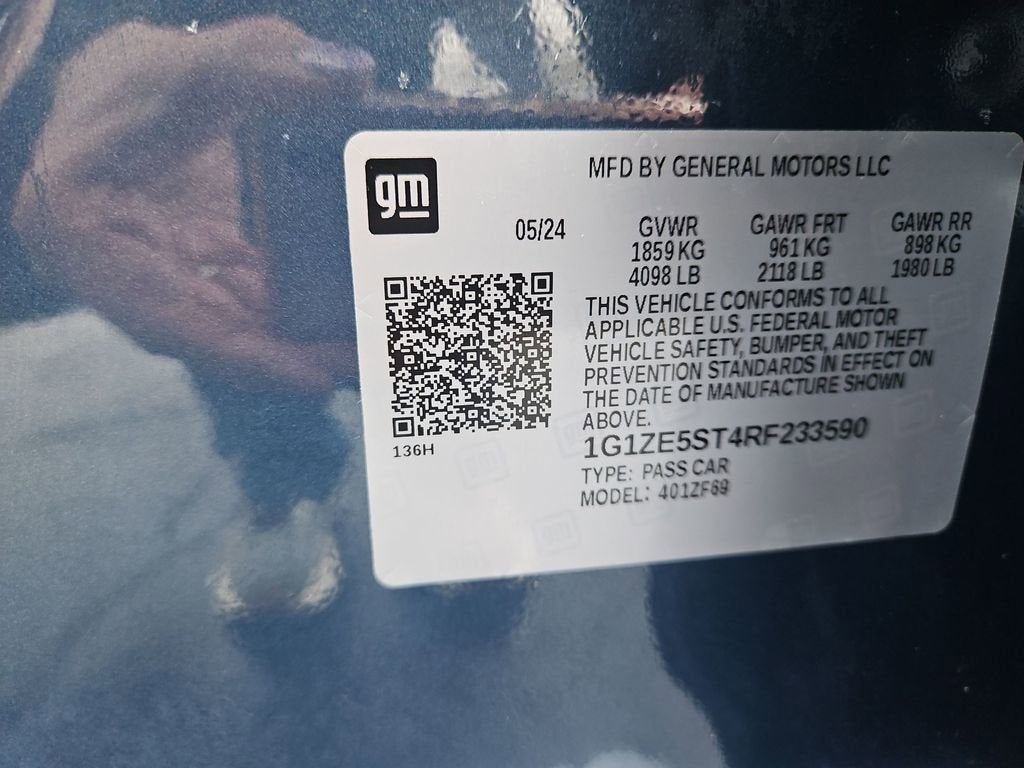 gm
MFD BY GENERAL MOTORS LLC
05/24 GVWR GAWR FRT GAWR RR
1859 KG 961 KG 898 KG
4098 LB 2118 LB 1980 LB
THIS VEHICLE CONFORMS TO ALL
APPLICABLE U.S. FEDERAL MOTOR
VEHICLE SAFETY, BUMPER, AND THEFT
PREVENTION STANDARDS IN EFFECT ON
THE DATE OF MANUFACTURE SHOWN
ABOVE.
136H
1G1ZE5ST4RF233590
TYPE: PASS CAR
MODEL: 401ZF69